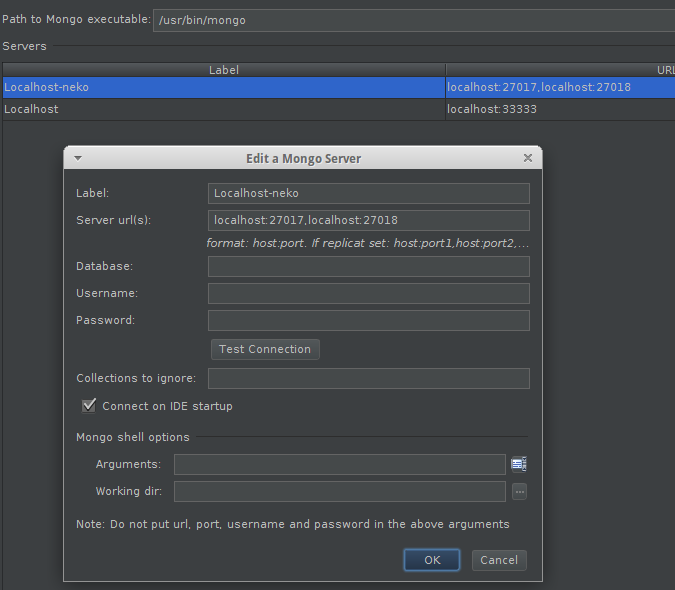 Path to Mongo executable: /usr/bin/mongo
Servers
Label URL
Localhost-neko localhost:27017,localhost:27018
Localhost localhost:33333
Edit a Mongo Server
Label: Localhost-neko
Server url(s): localhost:27017,localhost:27018
format: host:port. If replicat set: host:port1,host:port2,...
Database:
Username:
Password:
Test Connection
Collections to ignore:
Connect on IDE startup
Mongo shell options
Arguments:
Working dir: ...
Note: Do not put url, port, username and password in the above arguments
OK Cancel